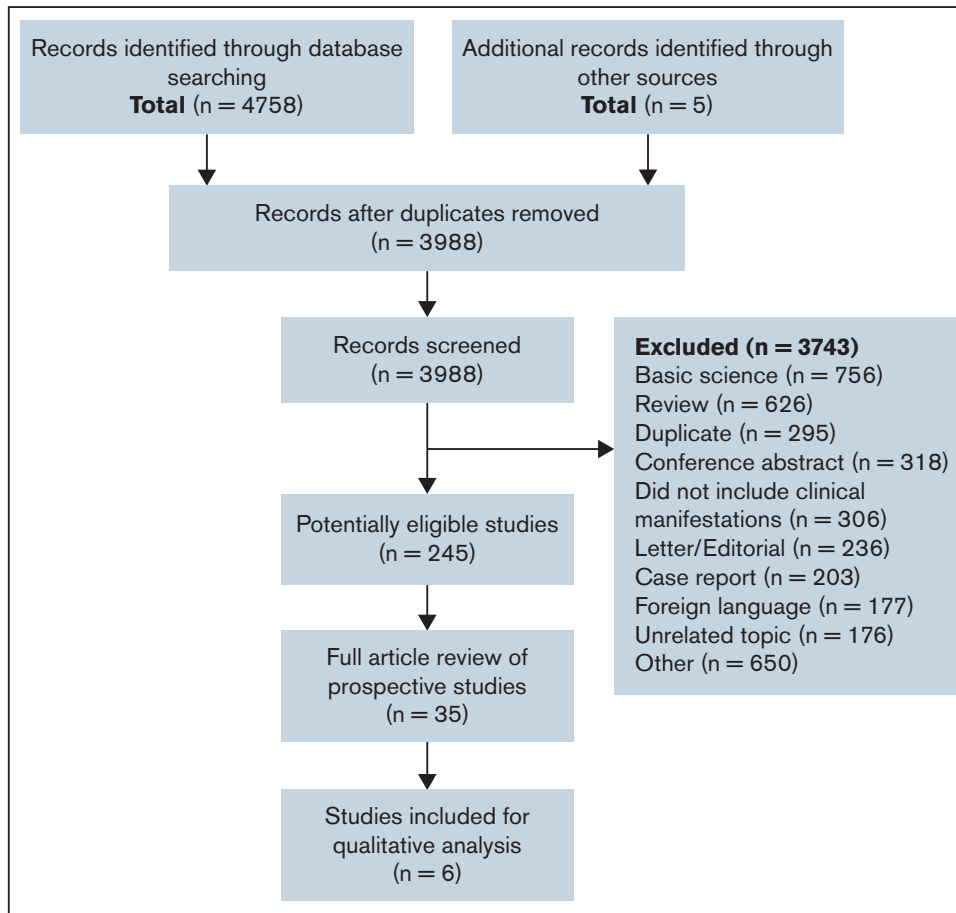 Records identified through database
searching
Total (n = 4758)
Additional records identified through
other sources
Total (n = 5)
Records after duplicates removed
(n = 3988)
Records screened
(n = 3988)
Excluded (n = 3743)
Basic science (n = 756)
Review (n = 626)
Duplicate (n = 295)
Conference abstract (n = 318)
Did not include clinical
manifestations (n = 306)
Letter/Editorial (n = 236)
Case report (n = 203)
Foreign language (n = 177)
Unrelated topic (n = 176)
Other (n = 650)
Potentially eligible studies
(n = 245)
Full article review of
prospective studies
(n = 35)
Studies included for
qualitative analysis
(n = 6)